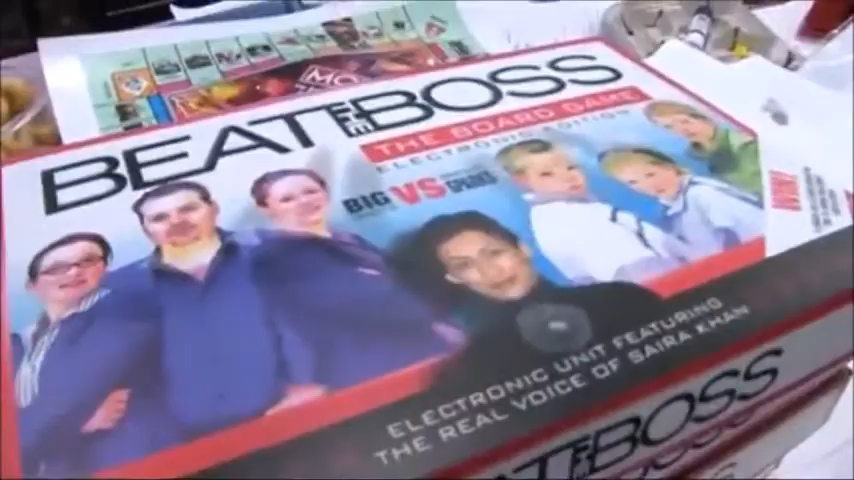 MO
BEAT THE BOSS
THE BOARD GAME
ELECTRONIC EDITION
BIG VS
ELECTRONIC UNIT FEATURING
THE REAL VOICE OF SAIRA KHAN
BEAT THE BOSS